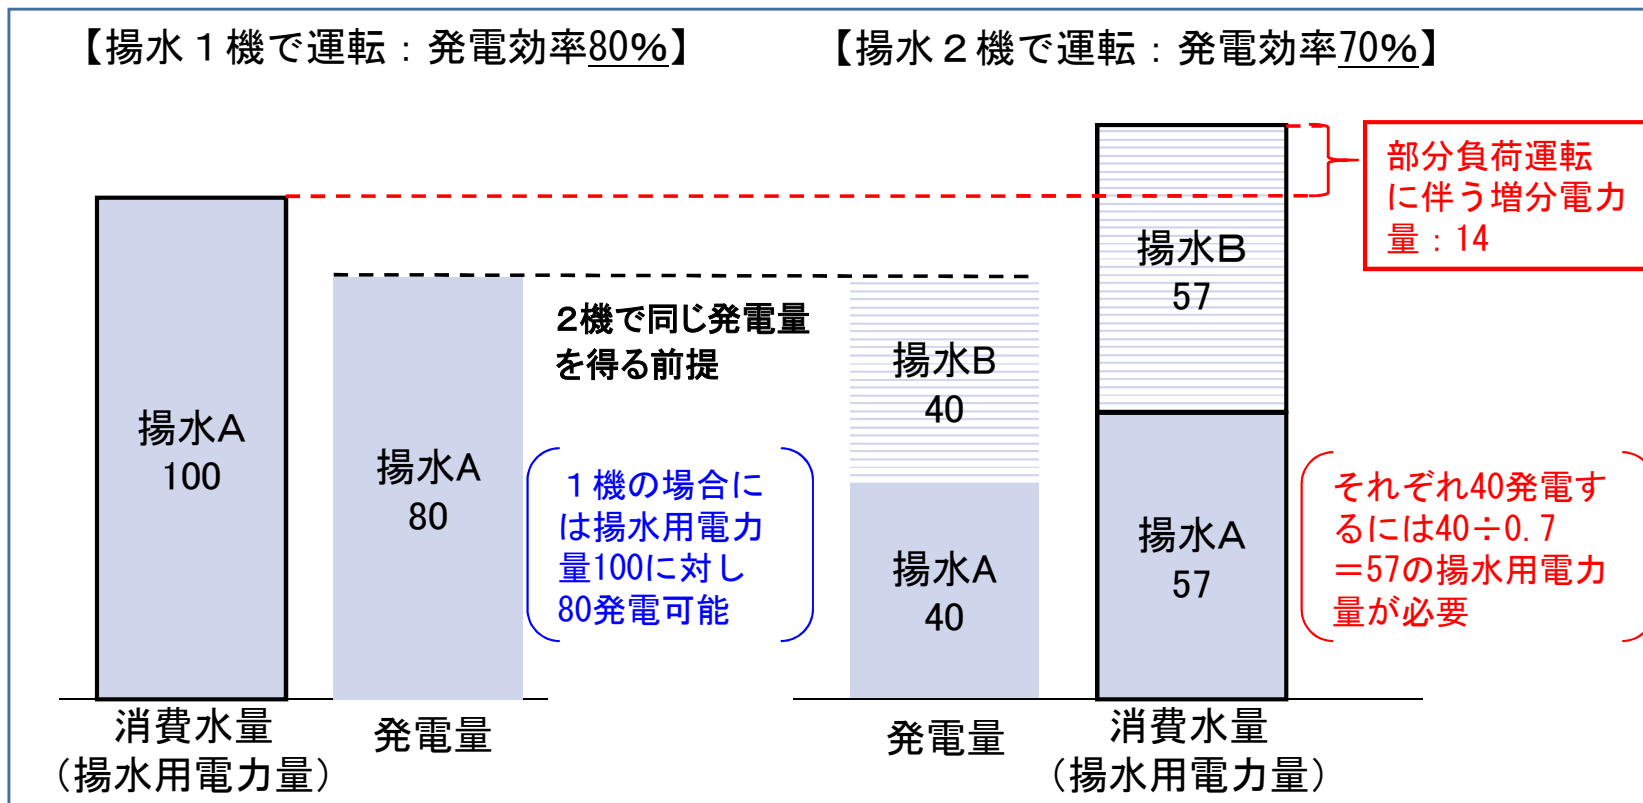 【揚水１機で運転：発電効率80%】
【揚水２機で運転：発電効率70%】
揚水A
100
消費水量
（揚水用電力量）
揚水A
80
発電量
2機で同じ発電量
を得る前提
１機の場合に
は揚水用電力
量100に対し
80発電可能
揚水B
40
揚水A
40
発電量
揚水B
57
揚水A
57
消費水量
（揚水用電力量）
部分負荷運転
に伴う増分電力
量：14
それぞれ40発電す
るには40÷0.7
＝57の揚水用電力
量が必要